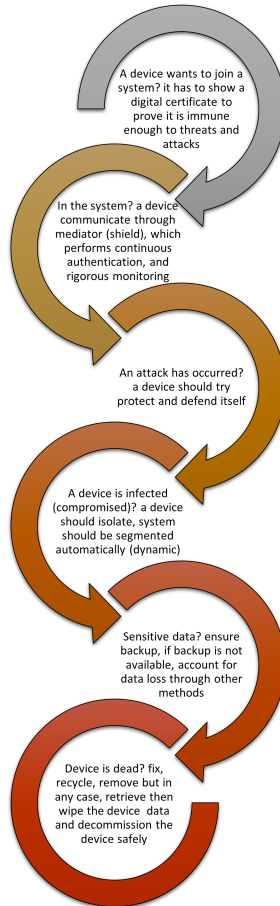 A device wants to join a
system? it has to show a
digital certificate to
prove it is immune
enough to threats and
attacks
In the system? a device
communicate through
mediator (shield), which
performs continuous
authentication, and
rigorous monitoring
An attack has occurred?
a device should try
protect and defend itself
A device is infected
(compromised)? a device
should isolate, system
should be segmented
automatically (dynamic)
Sensitive data? ensure
backup, if backup is not
available, account for
data loss through other
methods
Device is dead? fix,
recycle, remove but in
any case, retrieve then
wipe the device  data
and decommission the
device safely